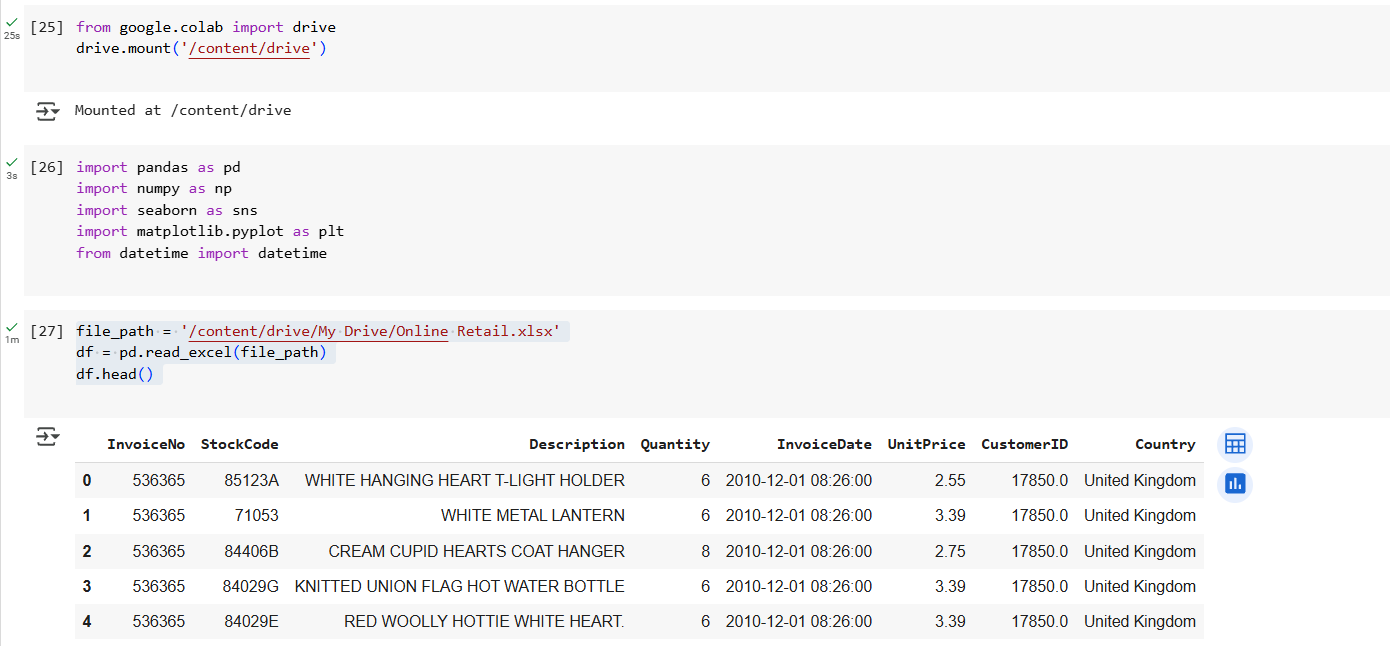 [25] from google.colab import drive
25s drive.mount('/content/drive')
Mounted at /content/drive
[26] import pandas as pd
3s import numpy as np
import seaborn as sns
import matplotlib.pyplot as plt
from datetime import datetime
[27] file_path = '/content/drive/My Drive/Online Retail.xlsx'
1m df = pd.read_excel(file_path)
df.head()
InvoiceNo StockCode Description Quantity InvoiceDate UnitPrice CustomerID Country
0 536365 85123A WHITE HANGING HEART T-LIGHT HOLDER 6 2010-12-01 08:26:00 2.55 17850.0 United Kingdom
1 536365 71053 WHITE METAL LANTERN 6 2010-12-01 08:26:00 3.39 17850.0 United Kingdom
2 536365 84406B CREAM CUPID HEARTS COAT HANGER 8 2010-12-01 08:26:00 2.75 17850.0 United Kingdom
3 536365 84029G KNITTED UNION FLAG HOT WATER BOTTLE 6 2010-12-01 08:26:00 3.39 17850.0 United Kingdom
4 536365 84029E RED WOOLLY HOTTIE WHITE HEART. 6 2010-12-01 08:26:00 3.39 17850.0 United Kingdom